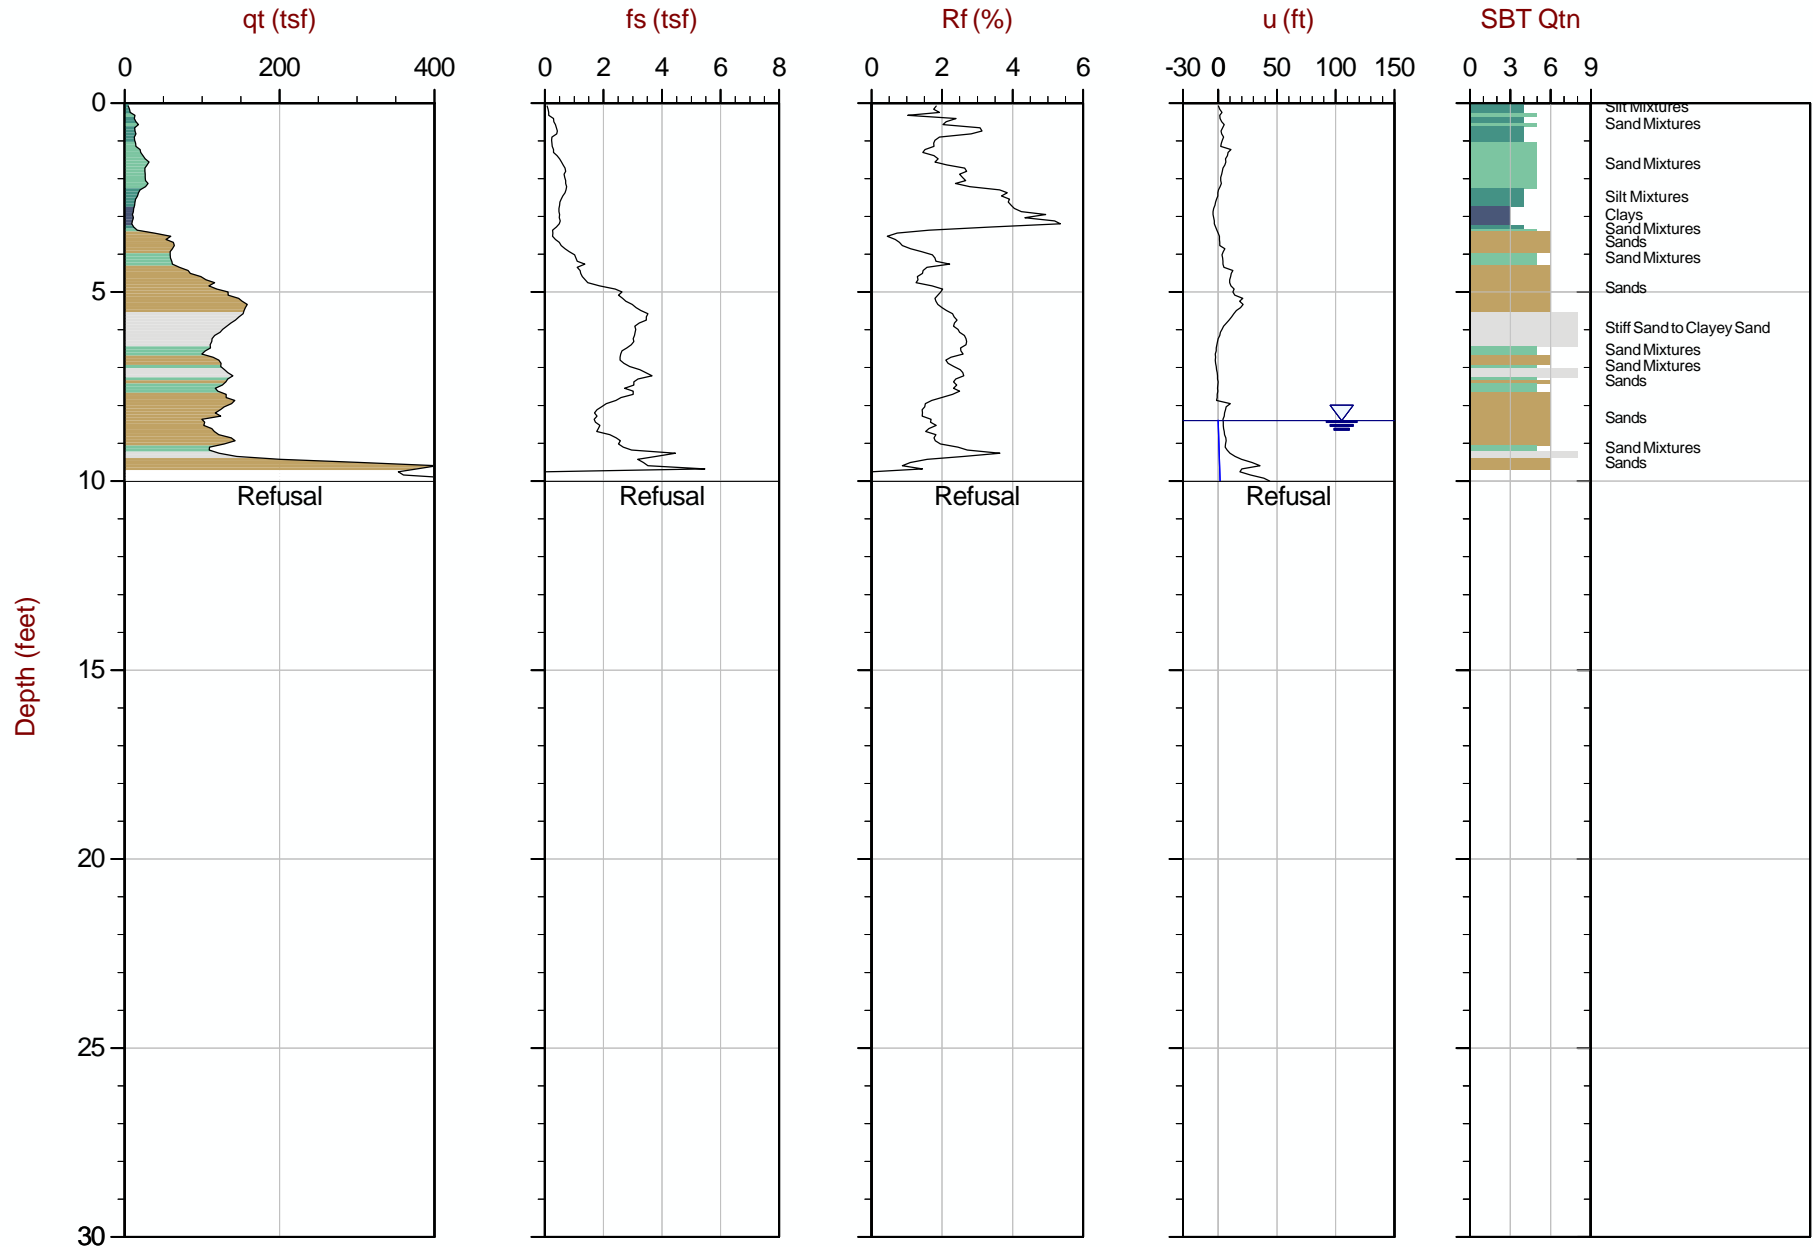 qt (tsf) fs (tsf) Rf (%) u (ft) SBT Qtn
0 200 400 0 2 4 6 8 0 2 4 6 -30 0 50 100 150 0 3 6 9
0
Silt Mixtures
Sand Mixtures
Sand Mixtures
Silt Mixtures
Clays
Sand Mixtures
Sands
Sand Mixtures
5
Sands
Stiff Sand to Clayey Sand
Sand Mixtures
Sand Mixtures
Sands
Sands
Sand Mixtures
Sands
10
Refusal Refusal Refusal Refusal
Depth (feet)
15
20
25
30